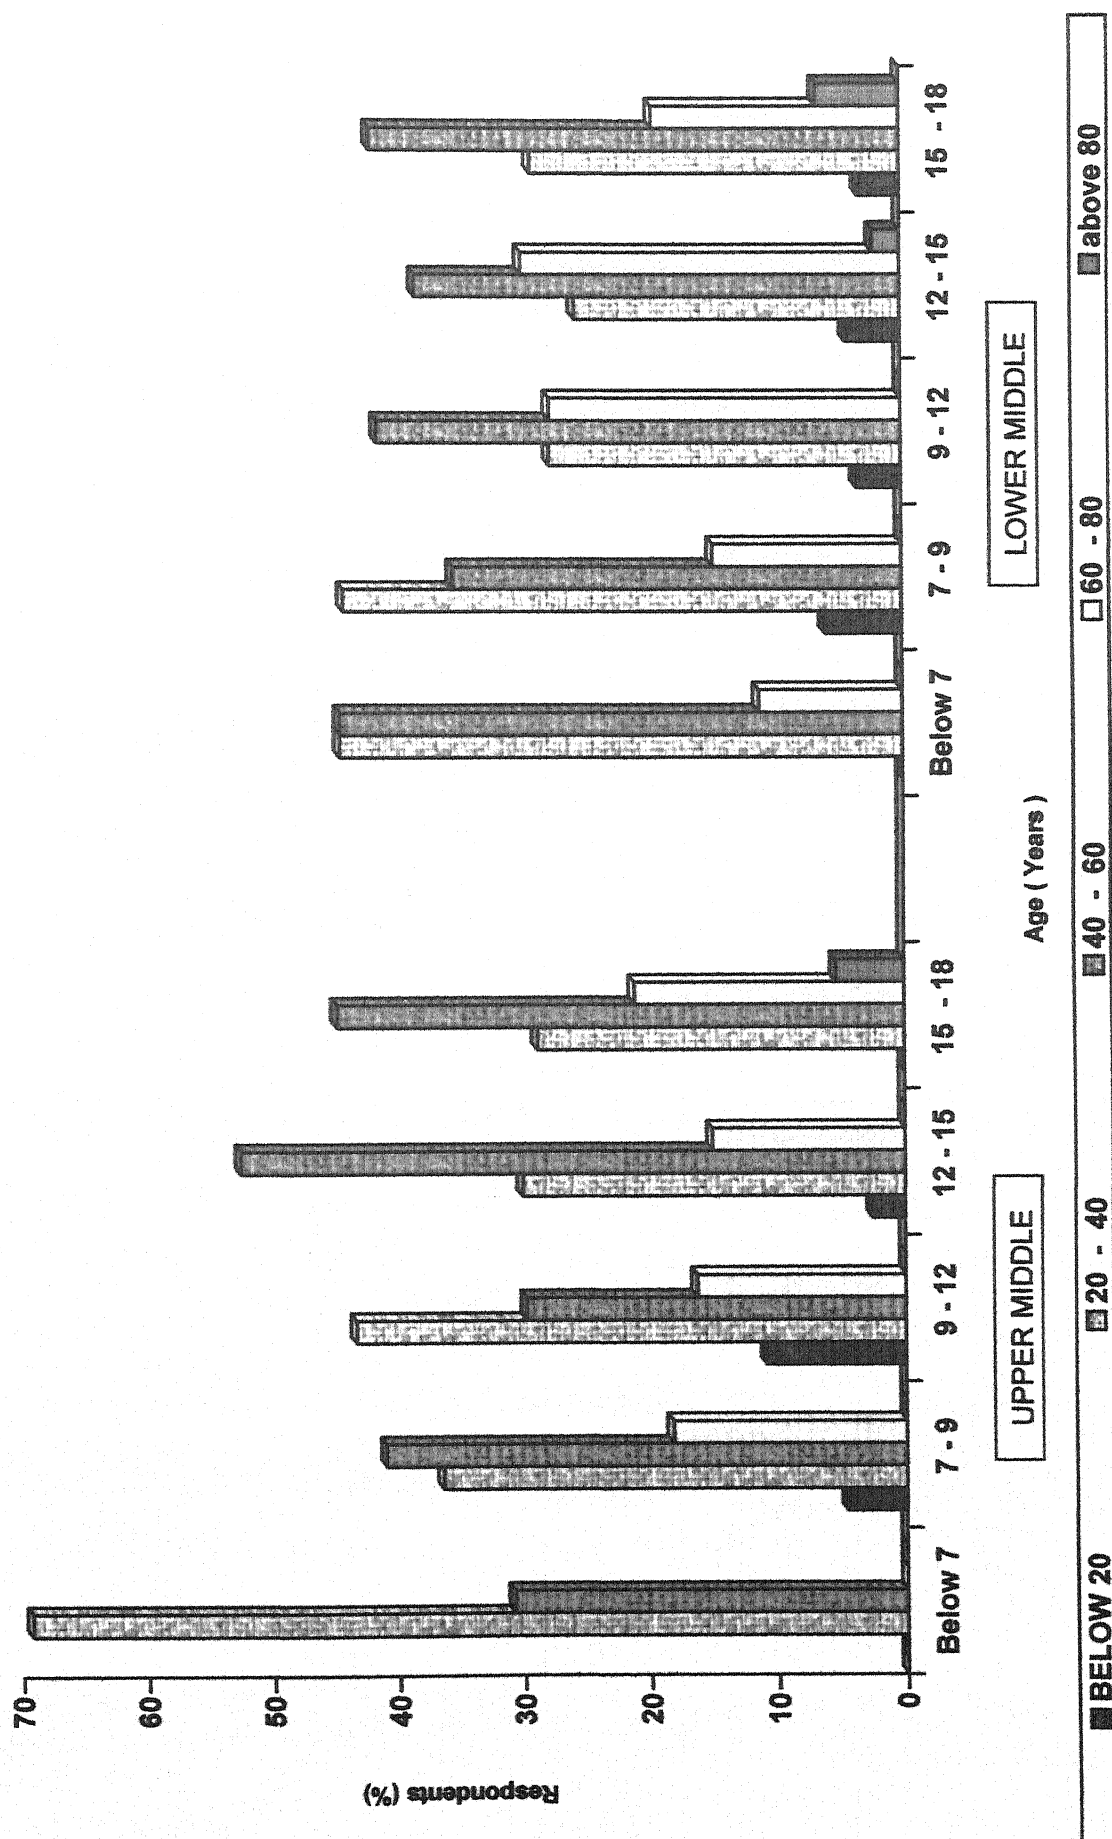 Respondents (%)
70
60
50
40
30
20
10
0
Below 7
7 - 9
9 - 12
12 - 15
15 - 18
Below 7
7 - 9
9 - 12
12 - 15
15 - 18
Age ( Years )
UPPER MIDDLE
LOWER MIDDLE
BELOW 20
20 - 40
40 - 60
60 - 80
above 80